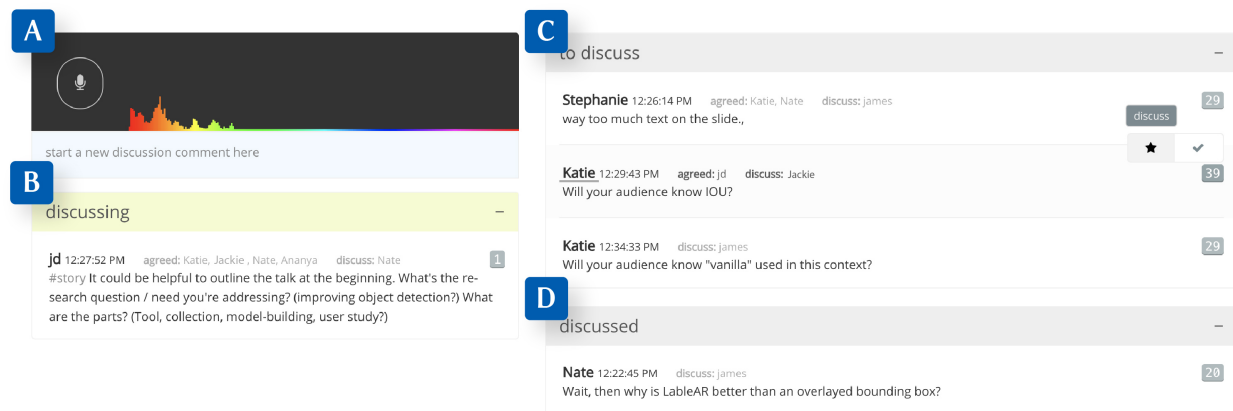 A
start a new discussion comment here
B
discussing −
jd 12:27:52 PM agreed: Katie, Jackie , Nate, Ananya discuss: Nate 1
#story It could be helpful to outline the talk at the beginning. What's the re-
search question / need you're addressing? (improving object detection?) What
are the parts? (Tool, collection, model-building, user study?)
C
to discuss −
Stephanie 12:26:14 PM agreed: Katie, Nate discuss: james 29
way too much text on the slide.,
discuss
Katie 12:29:43 PM agreed: jd discuss: Jackie 39
Will your audience know IOU?
Katie 12:34:33 PM discuss: james 29
Will your audience know "vanilla" used in this context?
D
discussed −
Nate 12:22:45 PM discuss: james 20
Wait, then why is LableAR better than an overlayed bounding box?